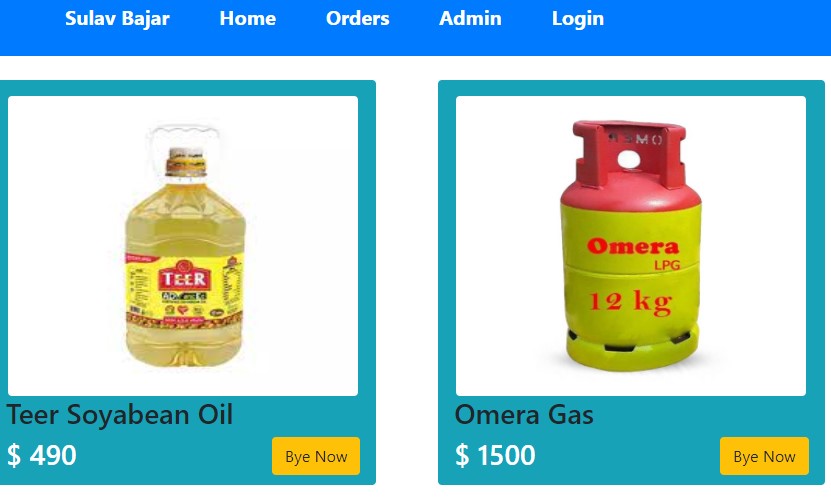 Sulav Bajar Home Orders Admin Login
TEER
Omera
LPG
12 kg
Teer Soyabean Oil
Omera Gas
$ 490
Bye Now
$ 1500
Bye Now